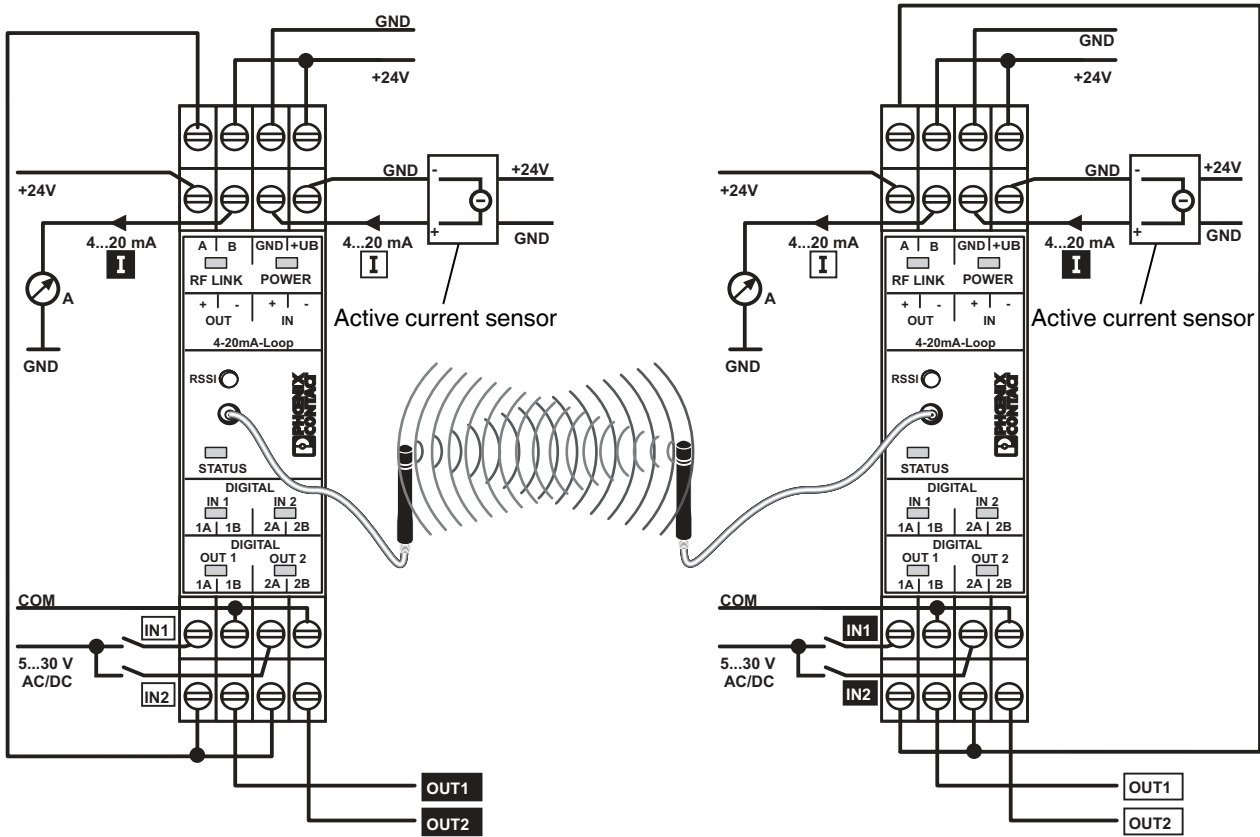 GND
+24V
GND
+24V
+24V
4...20 mA
I
A
GND
A | B | GND | +UB
RF LINK POWER
+ - + -
OUT IN
4-20mA-Loop
RSSI
PHOENIX
CONTACT
STATUS
DIGITAL
IN 1 IN 2
1A 1B 2A 2B
DIGITAL
OUT 1 OUT 2
1A 1B 2A 2B
GND
-
+
+24V
GND
4...20 mA
I
Active current sensor
COM
IN1
5...30 V
AC/DC
IN2
OUT1
OUT2
+24V
4...20 mA
I
A
GND
A | B | GND | +UB
RF LINK POWER
+ - + -
OUT IN
4-20mA-Loop
RSSI
PHOENIX
CONTACT
STATUS
DIGITAL
IN 1 IN 2
1A 1B 2A 2B
DIGITAL
OUT 1 OUT 2
1A 1B 2A 2B
GND
-
+
+24V
GND
4...20 mA
I
Active current sensor
COM
IN1
5...30 V
AC/DC
IN2
OUT1
OUT2